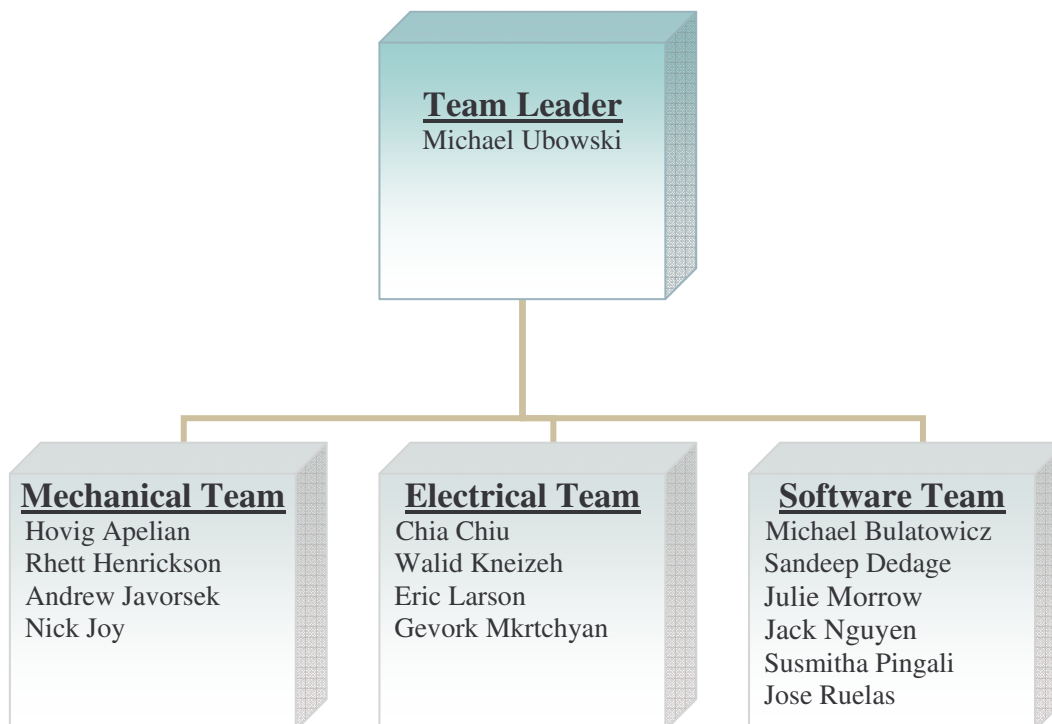 Team Leader
Michael Ubowski
Mechanical Team
Hovig Apelian
Rhett Henrickson
Andrew Javorsek
Nick Joy
Electrical Team
Chia Chiu
Walid Kneizeh
Eric Larson
Gevork Mkrtchyan
Software Team
Michael Bulatowicz
Sandeep Dedage
Julie Morrow
Jack Nguyen
Susmitha Pingali
Jose Ruelas